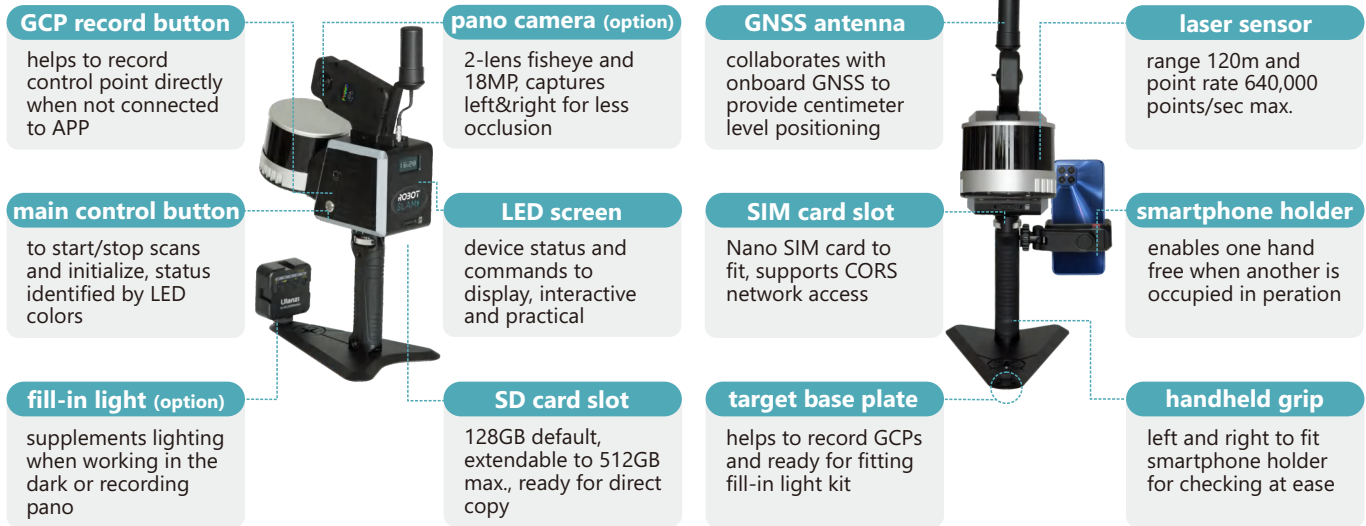 GCP record button
helps to record
control point directly
when not connected
to APP
pano camera (option)
2-lens fisheye and
18MP, captures
left&right for less
occlusion
GNSS antenna
collaborates with
onboard GNSS to
provide centimeter
level positioning
laser sensor
range 120m and
point rate 640,000
points/sec max.
main control button
to start/stop scans
and initialize, status
identified by LED
colors
ROBOT
SLAM
Ulanzi
LED screen
device status and
commands to
display, interactive
and practical
SIM card slot
Nano SIM card to
fit, supports CORS
network access
smartphone holder
enables one hand
free when another is
occupied in peration
fill-in light (option)
supplements lighting
when working in the
dark or recording
pano
SD card slot
128GB default,
extendable to 512GB
max., ready for direct
copy
target base plate
helps to record GCPs
and ready for fitting
fill-in light kit
handheld grip
left and right to fit
smartphone holder
for checking at ease